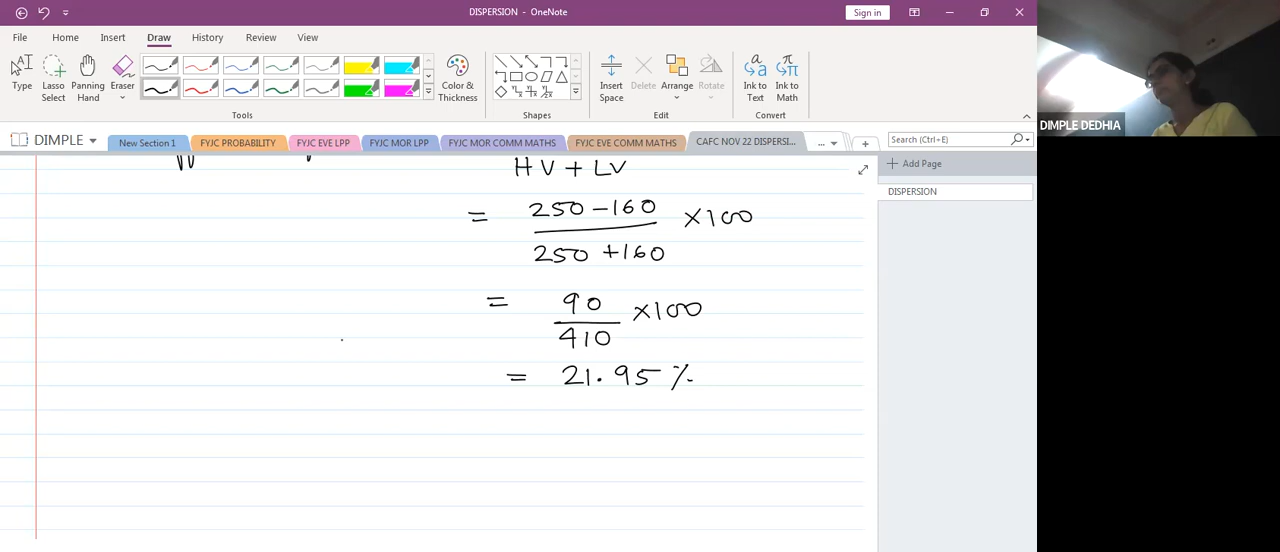 DISPERSION - OneNote
Sign in
File Home Insert Draw History Review View
Type
Lasso Select
Panning Hand
Eraser
Color & Thickness
Insert Space
Delete
Arrange
Rotate
Ink to Text
Ink to Math
Tools
Shapes
Edit
Convert
DIMPLE DEDHIA
DIMPLE
New Section 1
FYJC PROBABILITY
FYJC EVE LPP
FYJC MOR LPP
FYJC MOR COMM MATHS
FYJC EVE COMM MATHS
CAFC NOV 22 DISPERSI...
...
Search (Ctrl+E)
Add Page
DISPERSION
HV + LV
= 250 - 160 × 100
250 + 160
= 90 × 100
410
= 21.95 %